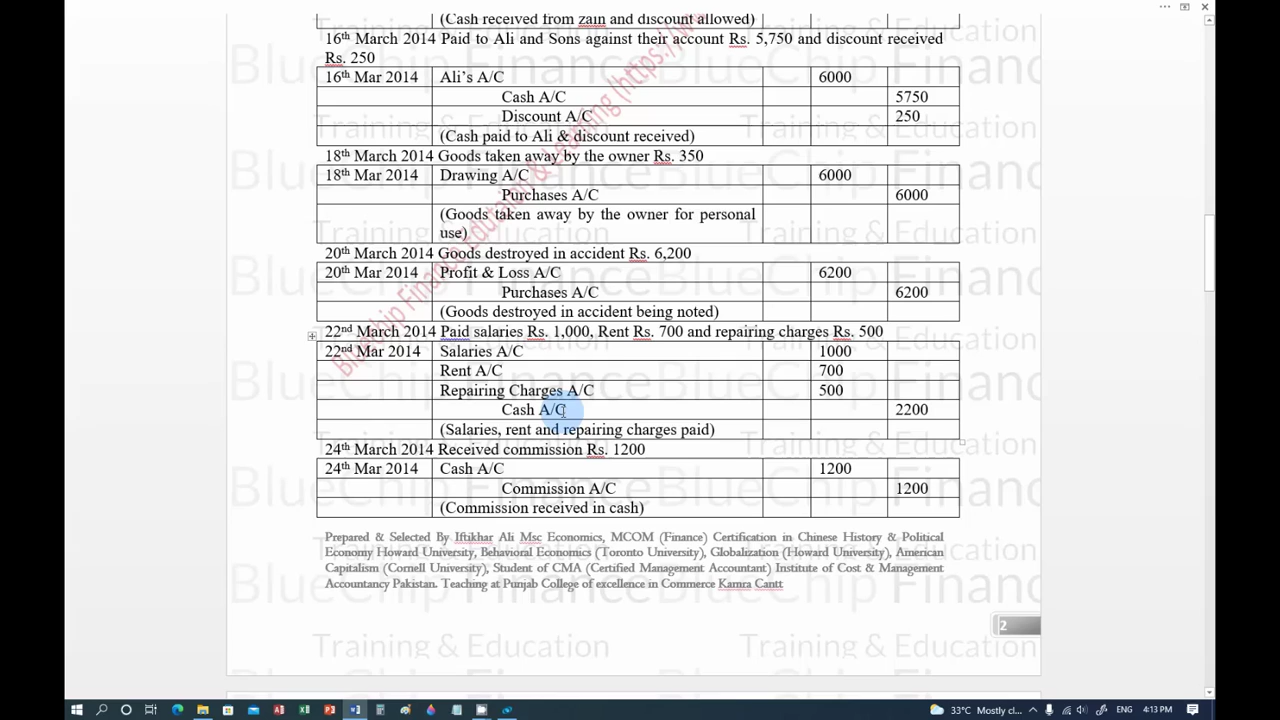 (Cash received from zain and discount allowed)
16th March 2014 Paid to Ali and Sons against their account Rs. 5,750 and discount received
Rs. 250
16th Mar 2014 Ali's A/C 6000
Cash A/C 5750
Discount A/C 250
(Cash paid to Ali & discount received)
18th March 2014 Goods taken away by the owner Rs. 350
18th Mar 2014 Drawing A/C 6000
Purchases A/C 6000
(Goods taken away by the owner for personal
use)
20th March 2014 Goods destroyed in accident Rs. 6,200
20th Mar 2014 Profit & Loss A/C 6200
Purchases A/C 6200
(Goods destroyed in accident being noted)
22nd March 2014 Paid salaries Rs. 1,000, Rent Rs. 700 and repairing charges Rs. 500
22nd Mar 2014 Salaries A/C 1000
Rent A/C 700
Repairing Charges A/C 500
Cash A/C 2200
(Salaries, rent and repairing charges paid)
24th March 2014 Received commission Rs. 1200
24th Mar 2014 Cash A/C 1200
Commission A/C 1200
(Commission received in cash)
Prepared & Selected By Iftikhar Ali Msc Economics, MCOM (Finance) Certification in Chinese History & Political
Economy Howard University, Behavioral Economics (Toronto University), Globalization (Howard University), American
Capitalism (Cornell University), Student of CMA (Certified Management Accountant) Institute of Cost & Management
Accountancy Pakistan. Teaching at Punjab College of excellence in Commerce Kamra Cantt
2
Training & Education Training & Education
33°C Mostly cl... ENG 4:13 PM